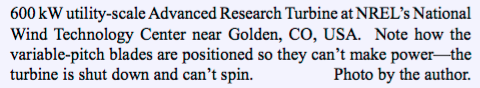 600 kW utility-scale Advanced Research Turbine at NREL's National
Wind Technology Center near Golden, CO, USA. Note how the
variable-pitch blades are positioned so they can't make power—the
turbine is shut down and can't spin. Photo by the author.